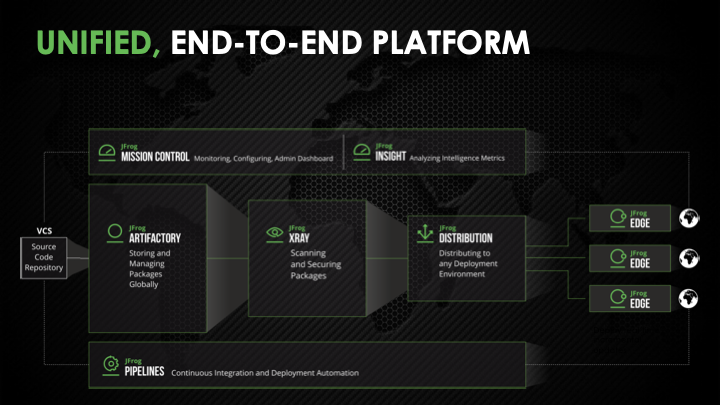 UNIFIED, END-TO-END PLATFORM
JFrog
MISSION CONTROL Monitoring, Configuring, Admin Dashboard
JFrog
INSIGHT Analyzing Intelligence Metrics
VCS
Source
Code
Repository
JFrog
ARTIFACTORY
Storing and
Managing
Packages
Globally
JFrog
XRAY
Scanning
and Securing
Packages
JFrog
DISTRIBUTION
Distributing to
any Deployment
Environment
JFrog
EDGE
JFrog
EDGE
JFrog
EDGE
JFrog
PIPELINES Continuous Integration and Deployment Automation